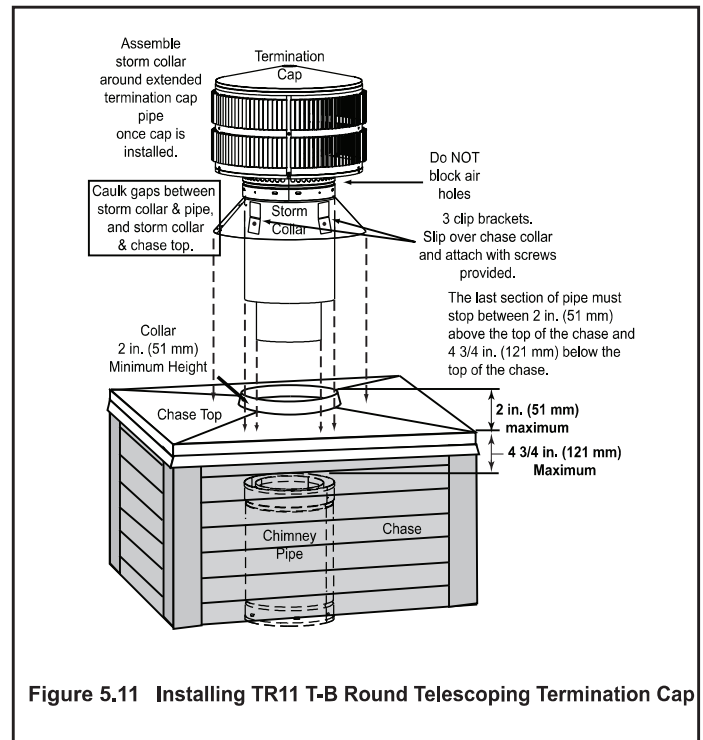 Assemble
storm collar
around extended
termination cap
pipe
once cap is
installed.
Termination
Cap
Do NOT
block air
holes
Caulk gaps between
storm collar & pipe,
and storm collar
& chase top.
Storm
Collar
3 clip brackets.
Slip over chase collar
and attach with screws
provided.
The last section of pipe must
stop between 2 in. (51 mm)
above the top of the chase and
4 3/4 in. (121 mm) below the
top of the chase.
Collar
2 in. (51 mm)
Minimum Height
Chase Top
2 in. (51 mm)
maximum
4 3/4 in. (121 mm)
Maximum
Chimney
Pipe
Chase
Figure 5.11 Installing TR11 T-B Round Telescoping Termination Cap